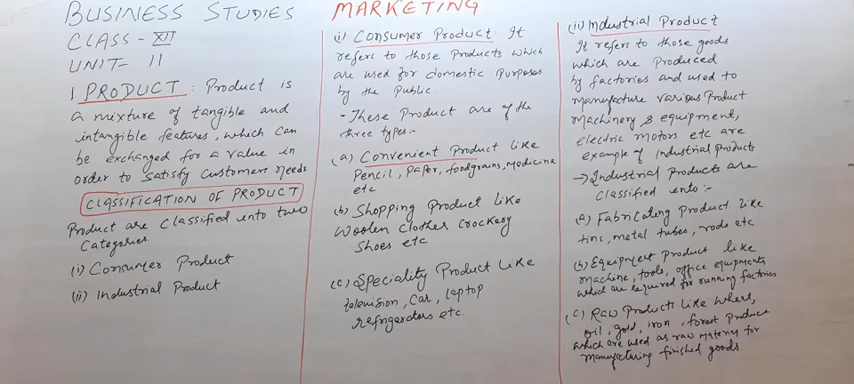 BUSINESS STUDIES
CLASS - XII
UNIT - 11
1. PRODUCT : Product is
a mixture of tangible and
intangible features, which can
be exchanged for a value in
order to satisfy customers needs
CLASSIFICATION OF PRODUCT
Product are classified into two
Categories.
(i) Consumer Product
(ii) Industrial Product
MARKETING
(i) Consumer Product It
refers to those Products which
are used for domestic purposes
by the public.
- These Product are of the
three types:-
(a) Convenient Product like
Pencil, Paper, foodgrains, medicine
etc
(b) Shopping Product like
Woolen clothes crockery
Shoes etc
(c) Speciality Product like
Television, Car, laptop
refrigerators etc.
(ii) Industrial Product
It refers to those goods
which are produced
by factories and used to
manufacture various product
Machinery & equipment,
electric motors etc are
example of Industrial products
→ Industrial Products are
classified into:-
(a) Fabricating Product like
tins, metal tubes, rods etc
(b) Equipment Product like
machine, tools, office equipments
which are required for running factories
(c) Raw Products like wheat,
oil, gold, iron, forest produce
which are used as raw material for
manufacturing finished goods.